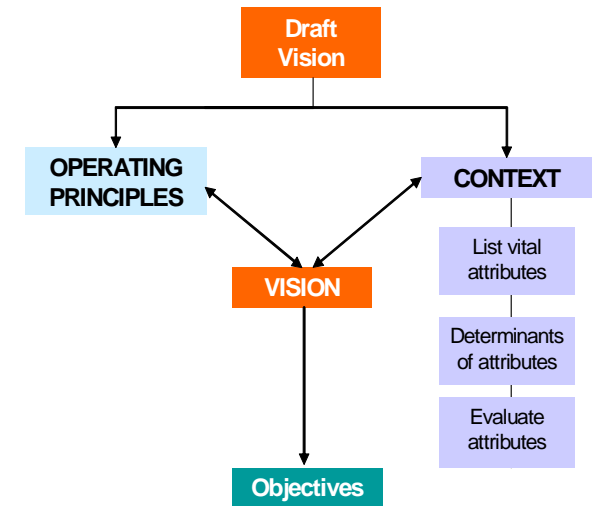 Draft
Vision
OPERATING
PRINCIPLES
CONTEXT
List vital
attributes
VISION
Determinants
of attributes
Evaluate
attributes
Objectives